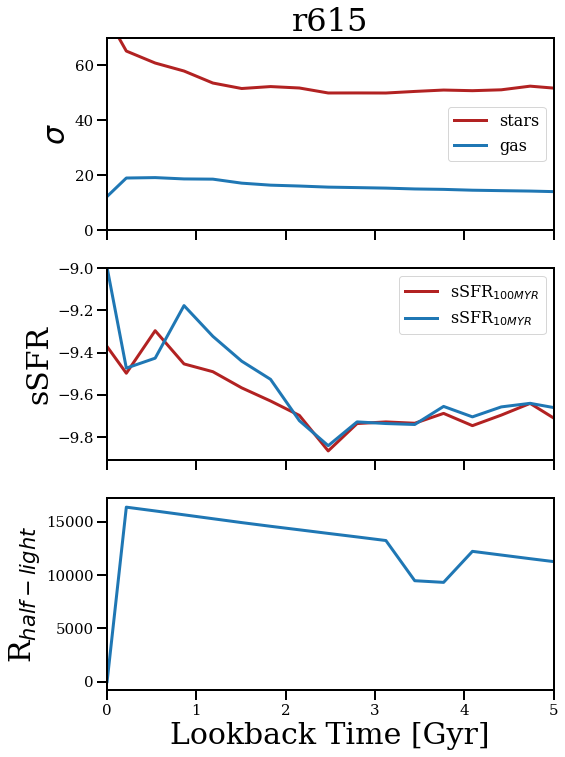 r615
60
40
20
0
σ
stars
gas
−9.0
−9.2
−9.4
−9.6
−9.8
sSFR
sSFR₁₀₀MYR
sSFR₁₀MYR
15000
10000
5000
0
R_half−light
0 1 2 3 4 5
Lookback Time [Gyr]